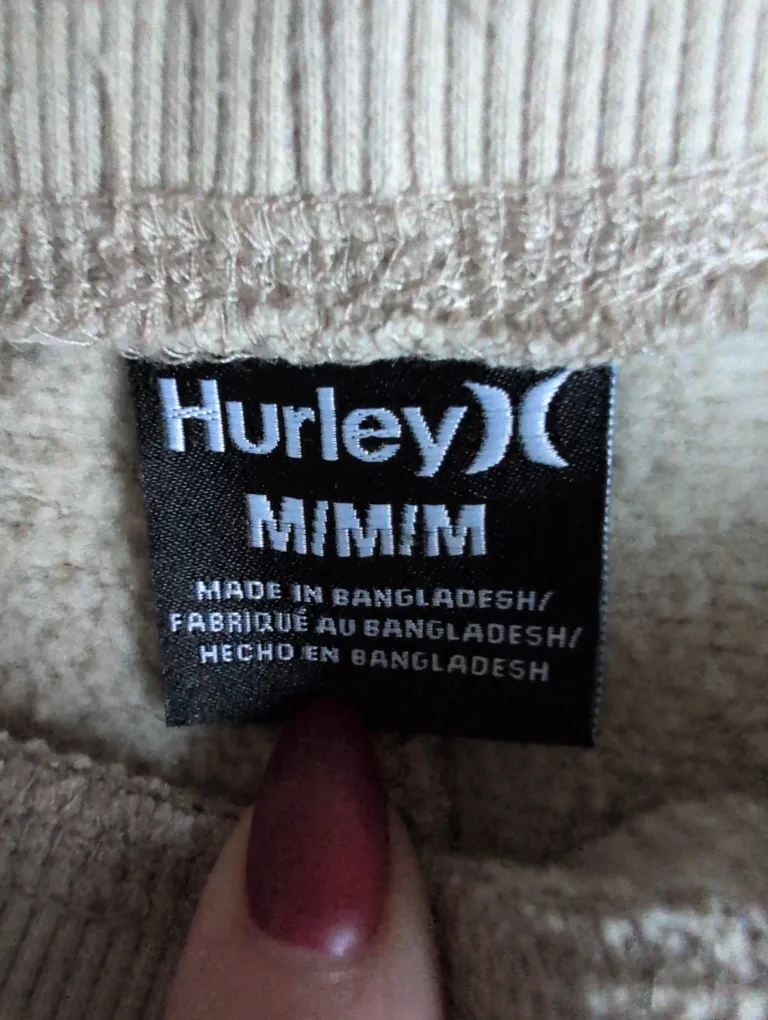 Hurley
M/M/M
MADE IN BANGLADESH/
FABRIQUÉ AU BANGLADESH/
HECHO EN BANGLADESH